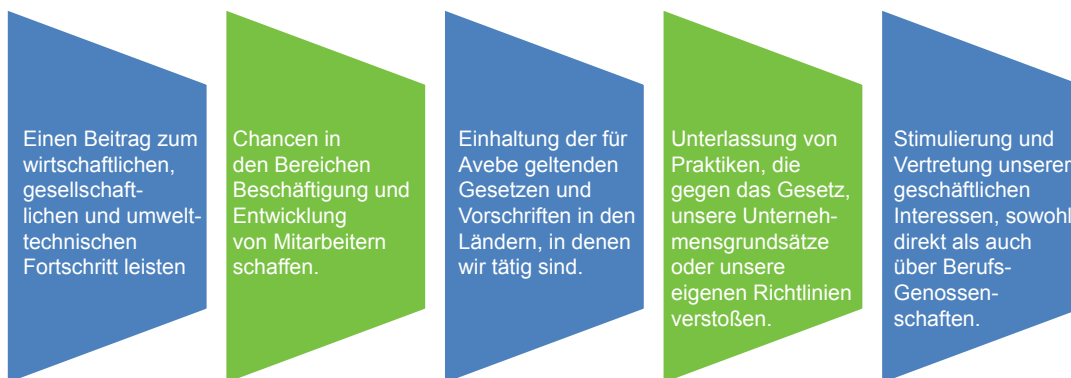 Einen Beitrag zum
wirtschaftlichen,
gesellschaft-
lichen und umwelt-
technischen
Fortschritt leisten
Chancen in
den Bereichen
Beschäftigung und
Entwicklung
von Mitarbeitern
schaffen.
Einhaltung der für
Avebe geltenden
Gesetzen und
Vorschriften in den
Ländern, in denen
wir tätig sind.
Unterlassung von
Praktiken, die
gegen das Gesetz,
unsere Unterneh-
mensgrundsätze
oder unsere
eigenen Richtlinien
verstoßen.
Stimulierung und
Vertretung unserer
geschäftlichen
Interessen, sowohl
direkt als auch
über Berufs-
Genossen-
schaften.